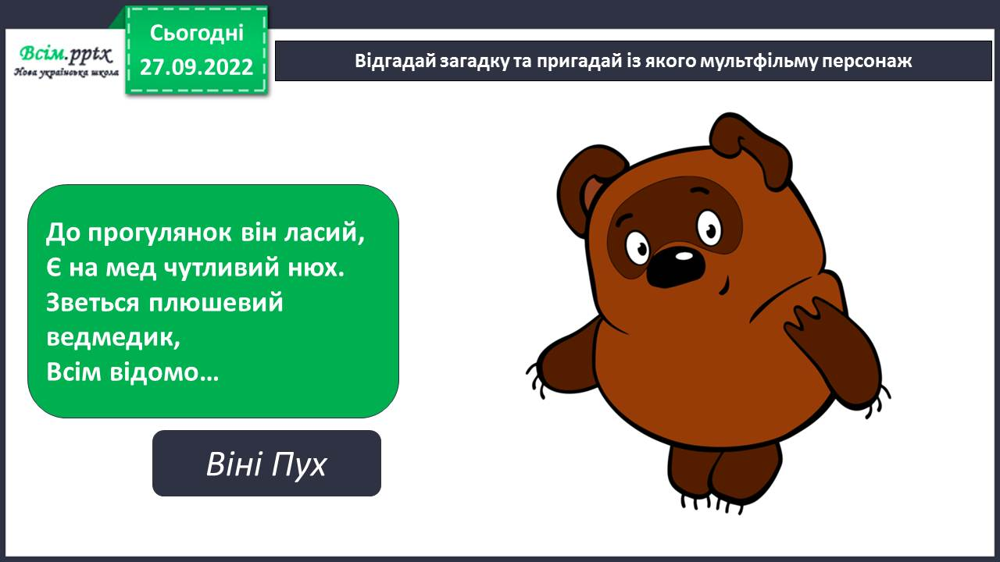 Всім.pptx
Нова українська школа
Сьогодні
27.09.2022
Відгадай загадку та пригадай із якого мультфільму персонаж
До прогулянок він ласий,
Є на мед чутливий нюх.
Зветься плюшевий
ведмедик,
Всім відомо…
Віні Пух